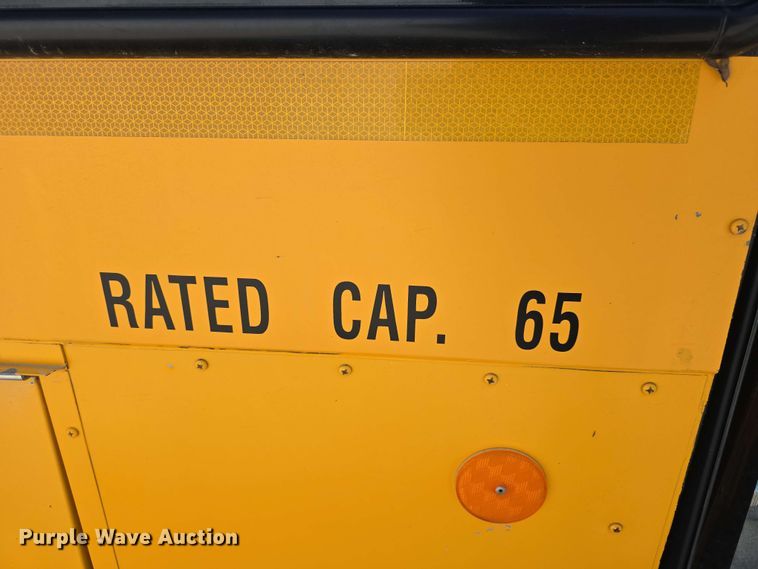 RATED CAP. 65
Purple Wave Auction